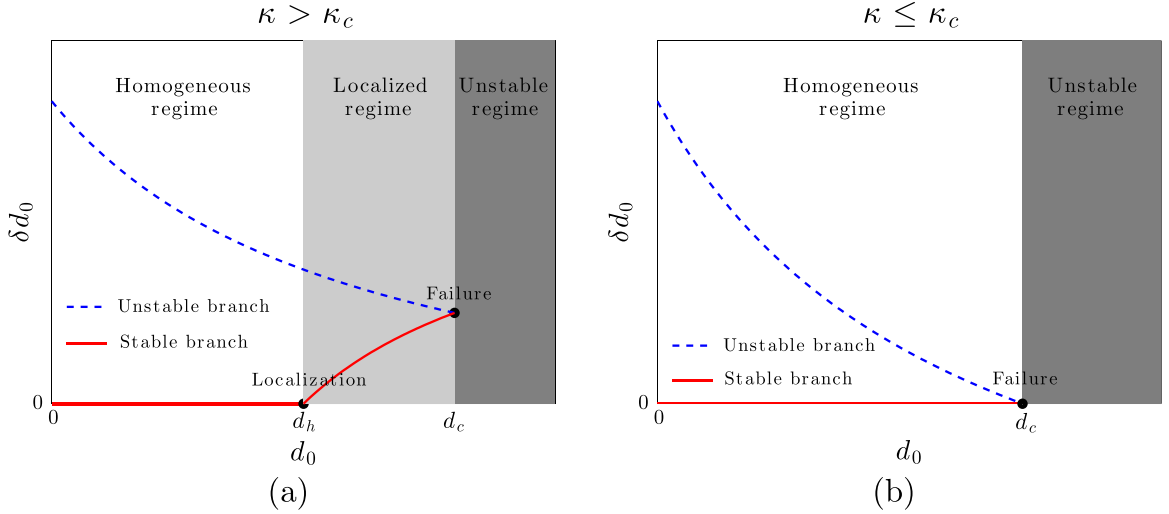 κ > κ_c
Homogeneous
regime
Localized
regime
Unstable
regime
δd_0
Failure
Unstable branch
Stable branch
Localization
0
0
d_h
d_c
d_0
(a)
κ ≤ κ_c
Homogeneous
regime
Unstable
regime
δd_0
Unstable branch
Stable branch
Failure
0
0
d_c
d_0
(b)